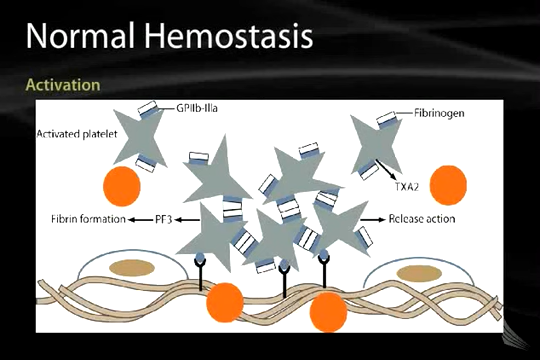 Normal Hemostasis
Activation
GPIIb-IIIa
Fibrinogen
Activated platelet
TXA2
Fibrin formation
PF3
Release action